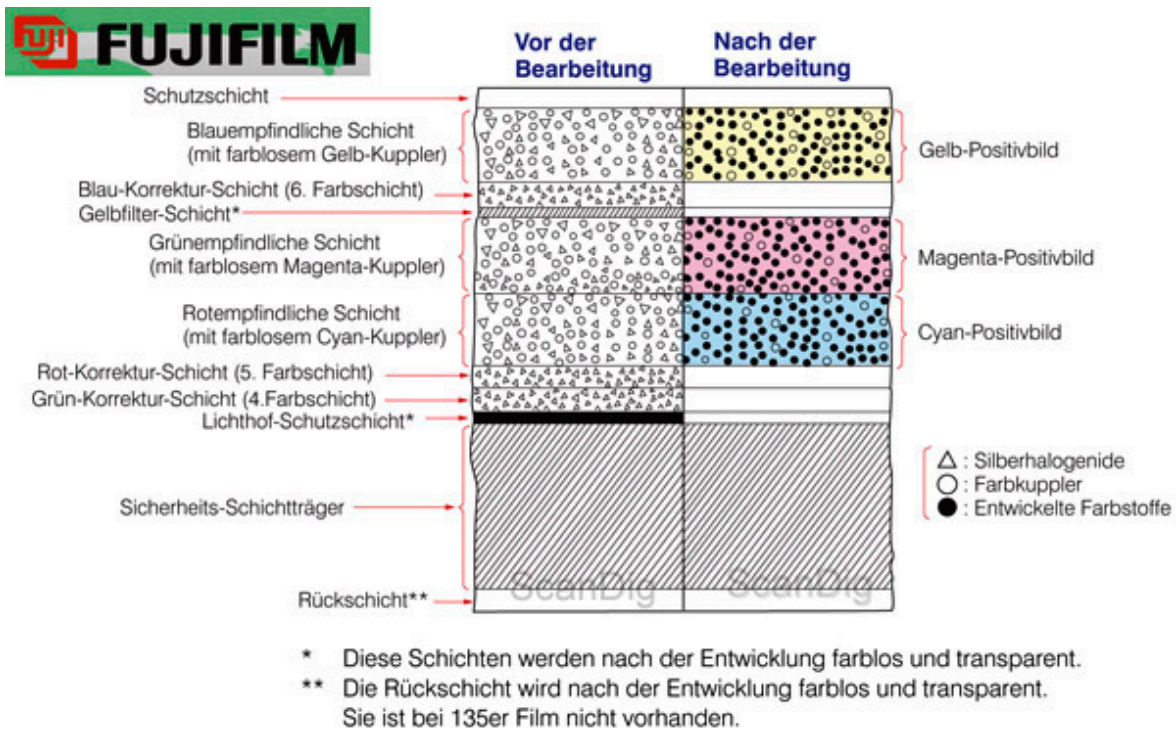 FUJI FUJIFILM
Vor der
Bearbeitung
Nach der
Bearbeitung
Schutzschicht
Blauempfindliche Schicht
(mit farblosem Gelb-Kuppler)
Gelb-Positivbild
Blau-Korrektur-Schicht (6. Farbschicht)
Gelbfilter-Schicht*
Grünempfindliche Schicht
(mit farblosem Magenta-Kuppler)
Magenta-Positivbild
Rotempfindliche Schicht
(mit farblosem Cyan-Kuppler)
Cyan-Positivbild
Rot-Korrektur-Schicht (5. Farbschicht)
Grün-Korrektur-Schicht (4.Farbschicht)
Lichthof-Schutzschicht*
Sicherheits-Schichtträger
△ : Silberhalogenide
○ : Farbkuppler
● : Entwickelte Farbstoffe
ScanDig ScanDig
Rückschicht**
* Diese Schichten werden nach der Entwicklung farblos und transparent.
** Die Rückschicht wird nach der Entwicklung farblos und transparent.
Sie ist bei 135er Film nicht vorhanden.